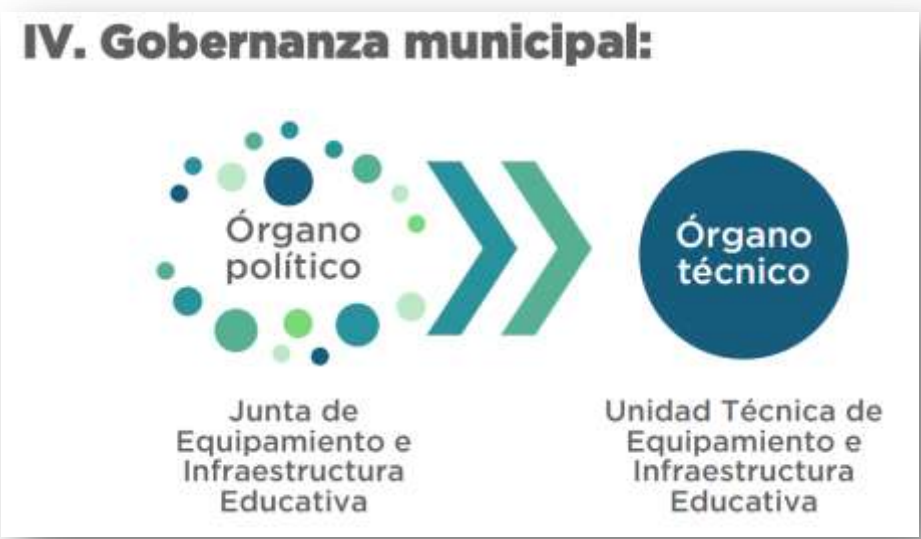 IV. Gobernanza municipal:
Órgano
político
Órgano
técnico
Junta de
Equipamiento e
Infraestructura
Educativa
Unidad Técnica de
Equipamiento e
Infraestructura
Educativa